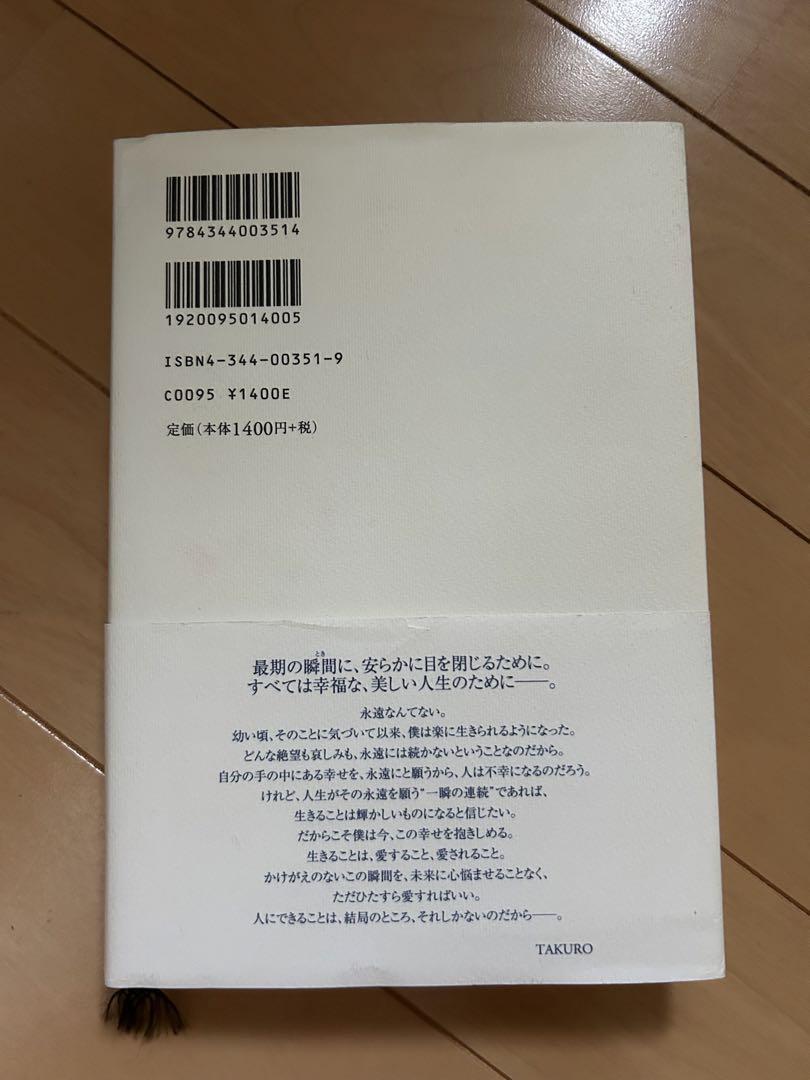 9784344003514
1920095014005
ISBN4-344-00351-9
C0095 ¥1400E
定価(本体1400円+税)
とき
最期の瞬間に、安らかに目を閉じるために。
すべては幸福な、美しい人生のために――。
永遠なんてない。
幼い頃、そのことに気づいて以来、僕は楽に生きられるようになった。
どんな絶望も哀しみも、永遠には続かないということなのだから。
自分の手の中にある幸せを、永遠にと願うから、人は不幸になるのだろう。
けれど、人生がその永遠を願う“一瞬の連続”であれば、
生きることは輝かしいものになると信じたい。
だからこそ僕は今、この幸せを抱きしめる。
生きることは、愛すること、愛されること。
かけがえのないこの瞬間を、未来に心悩ませることなく、
ただひたすら愛すればいい。
人にできることは、結局のところ、それしかないのだから――。
TAKURO